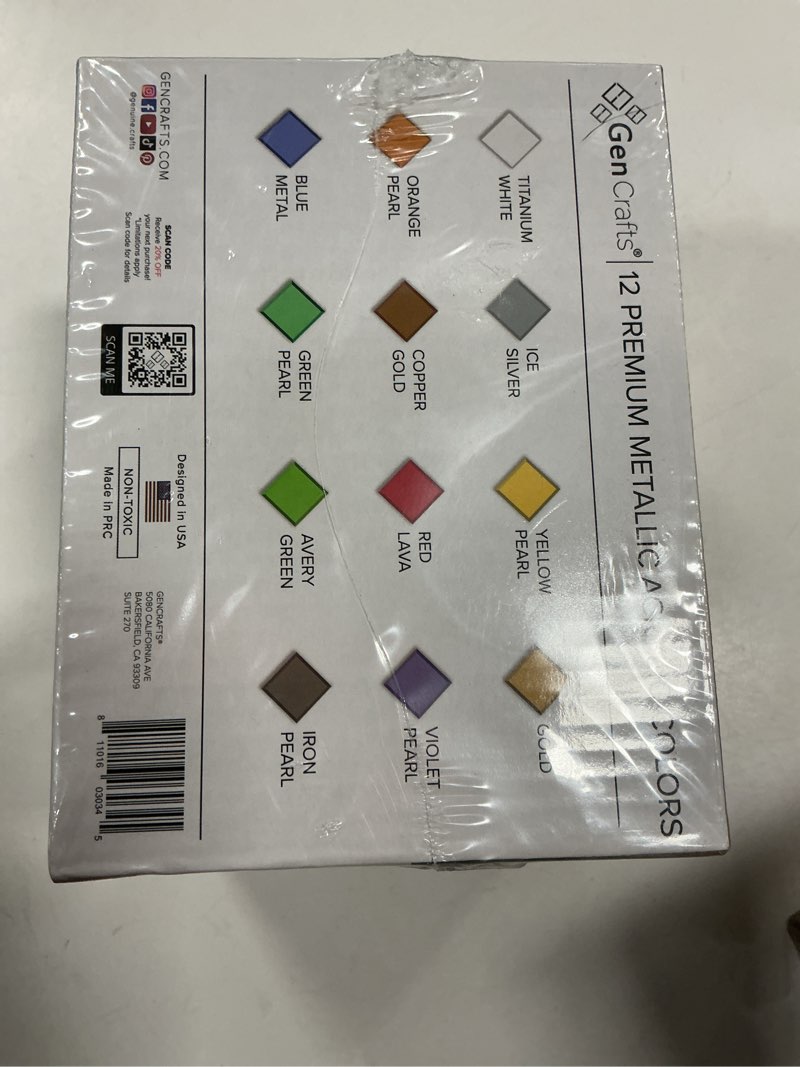 GenCrafts® | 12 PREMIUM METALLIC COLORS
TITANIUM
WHITE
ICE
SILVER
YELLOW
PEARL
GOLD
ORANGE
PEARL
COPPER
GOLD
RED
LAVA
VIOLET
PEARL
BLUE
METAL
GREEN
PEARL
AVERY
GREEN
IRON
PEARL
GENCRAFTS.COM
@genuine.crafts
SCAN CODE
Receive 20% OFF
your next purchase!
*Limitations apply
Scan code for details
SCAN ME
Designed in USA
NON-TOXIC
Made in PRC
GENCRAFTS®
5080 CALIFORNIA AVE
BAKERSFIELD, CA 93309
SUITE 270
8 11016 03034 5